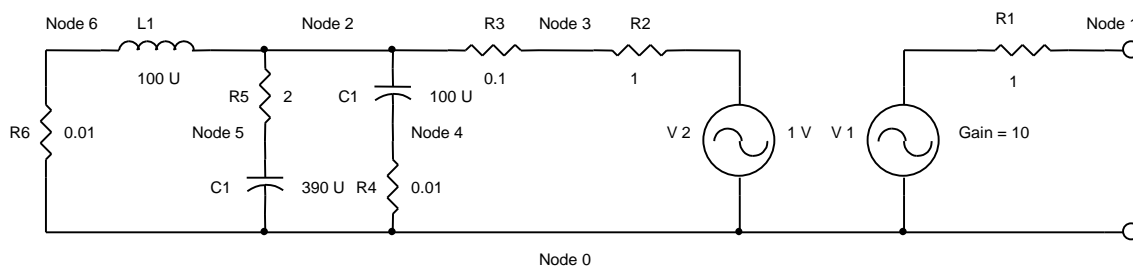 Node 6 L1 Node 2 R3 Node 3 R2 R1 Node 1
100 U 0.1 1 1
R5 2 C1 100 U
R6 0.01 Node 5 Node 4 V 2 1 V V 1 Gain = 10
C1 390 U R4 0.01
Node 0